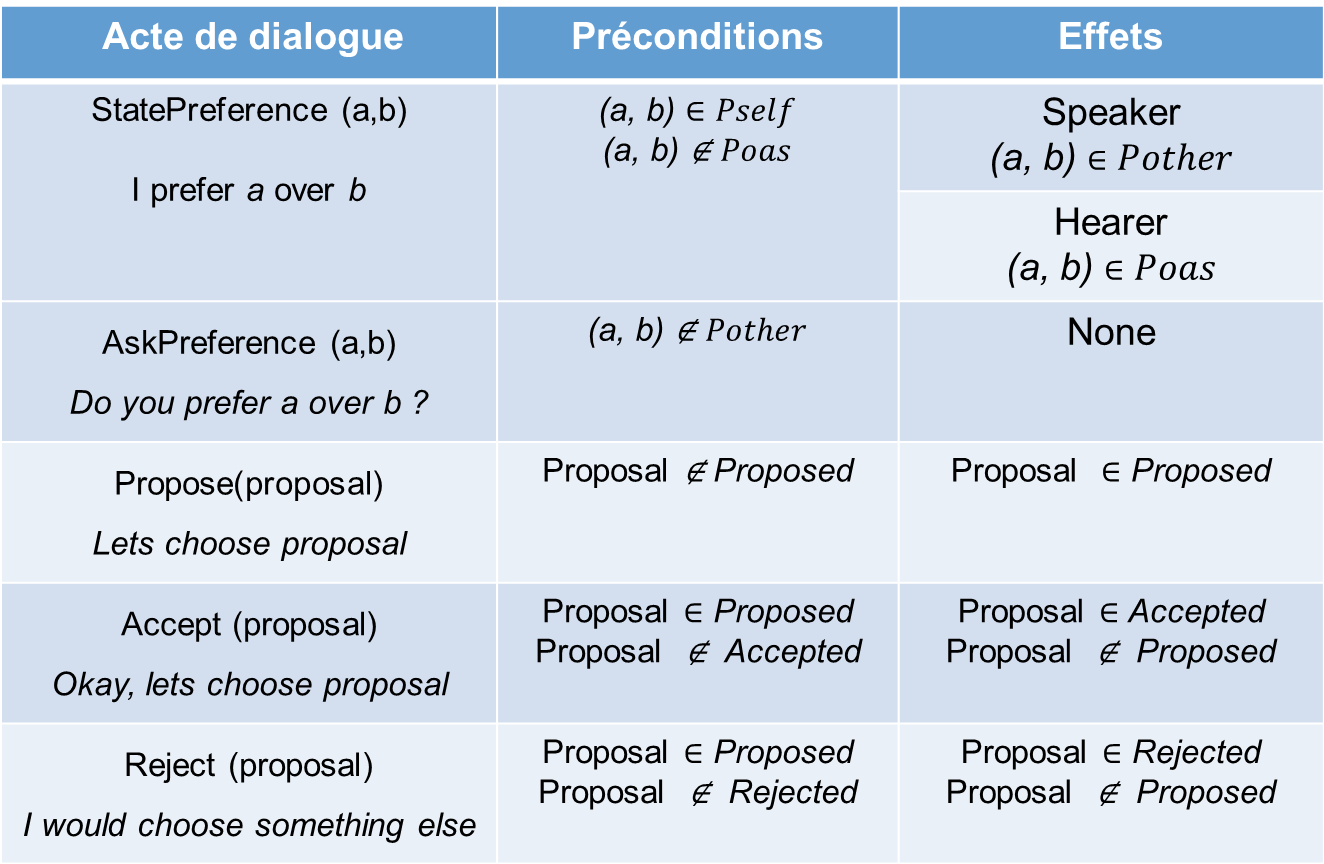 Acte de dialogue
Préconditions
Effets
StatePreference (a,b)
I prefer a over b
(a, b) ∈ Pself
(a, b) ∉ Poas
Speaker
(a, b) ∈ Pother
Hearer
(a, b) ∈ Poas
AskPreference (a,b)
Do you prefer a over b ?
(a, b) ∉ Pother
None
Propose(proposal)
Lets choose proposal
Proposal ∉ Proposed
Proposal ∈ Proposed
Accept (proposal)
Okay, lets choose proposal
Proposal ∈ Proposed
Proposal ∉ Accepted
Proposal ∈ Accepted
Proposal ∉ Proposed
Reject (proposal)
I would choose something else
Proposal ∈ Proposed
Proposal ∉ Rejected
Proposal ∈ Rejected
Proposal ∉ Proposed